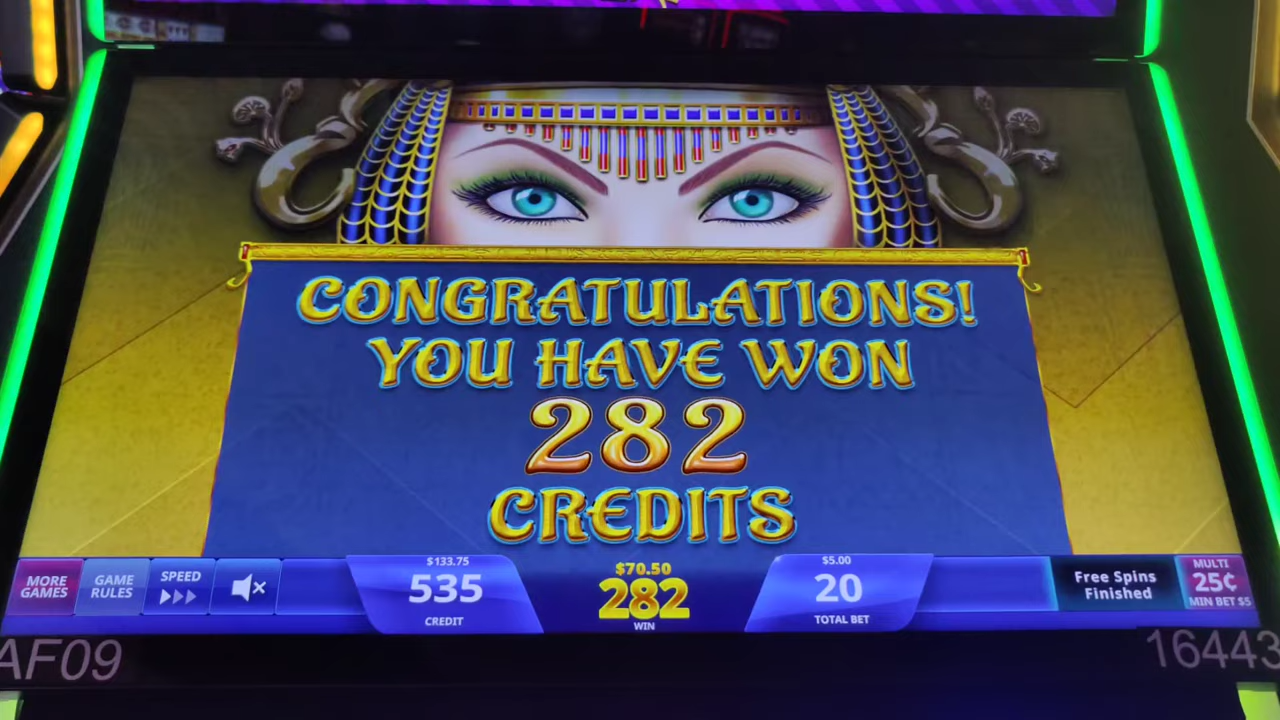 CONGRATULATIONS!
YOU HAVE WON
282
CREDITS
MORE
GAMES
GAME
RULES
SPEED
$133.75
535
CREDIT
$70.50
282
WIN
$5.00
20
TOTAL BET
Free Spins
Finished
MULTI
25¢
MIN BET $5
AF09
16443